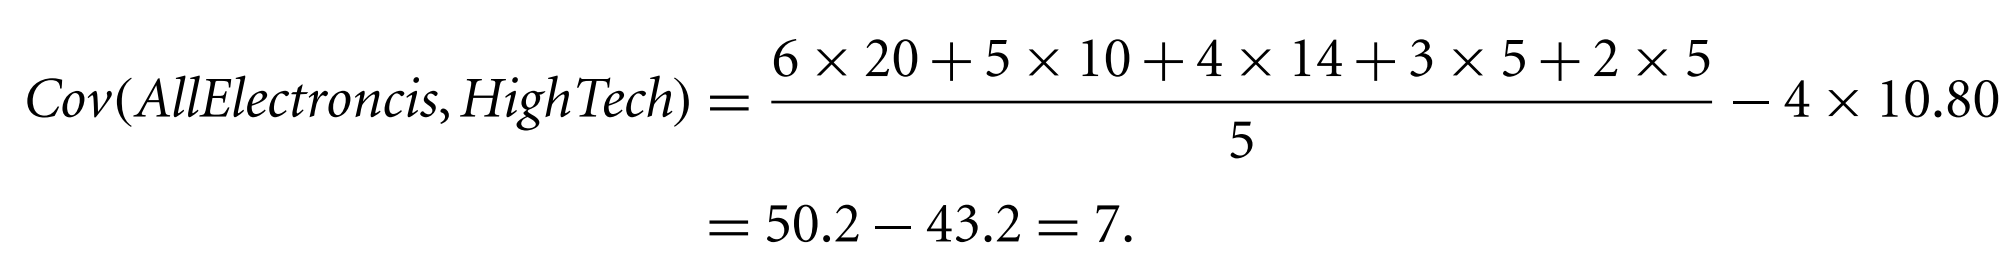 Cov(AllElectroncis, HighTech) = \frac{6 × 20 + 5 × 10 + 4 × 14 + 3 × 5 + 2 × 5}{5} − 4 × 10.80
= 50.2 − 43.2 = 7.